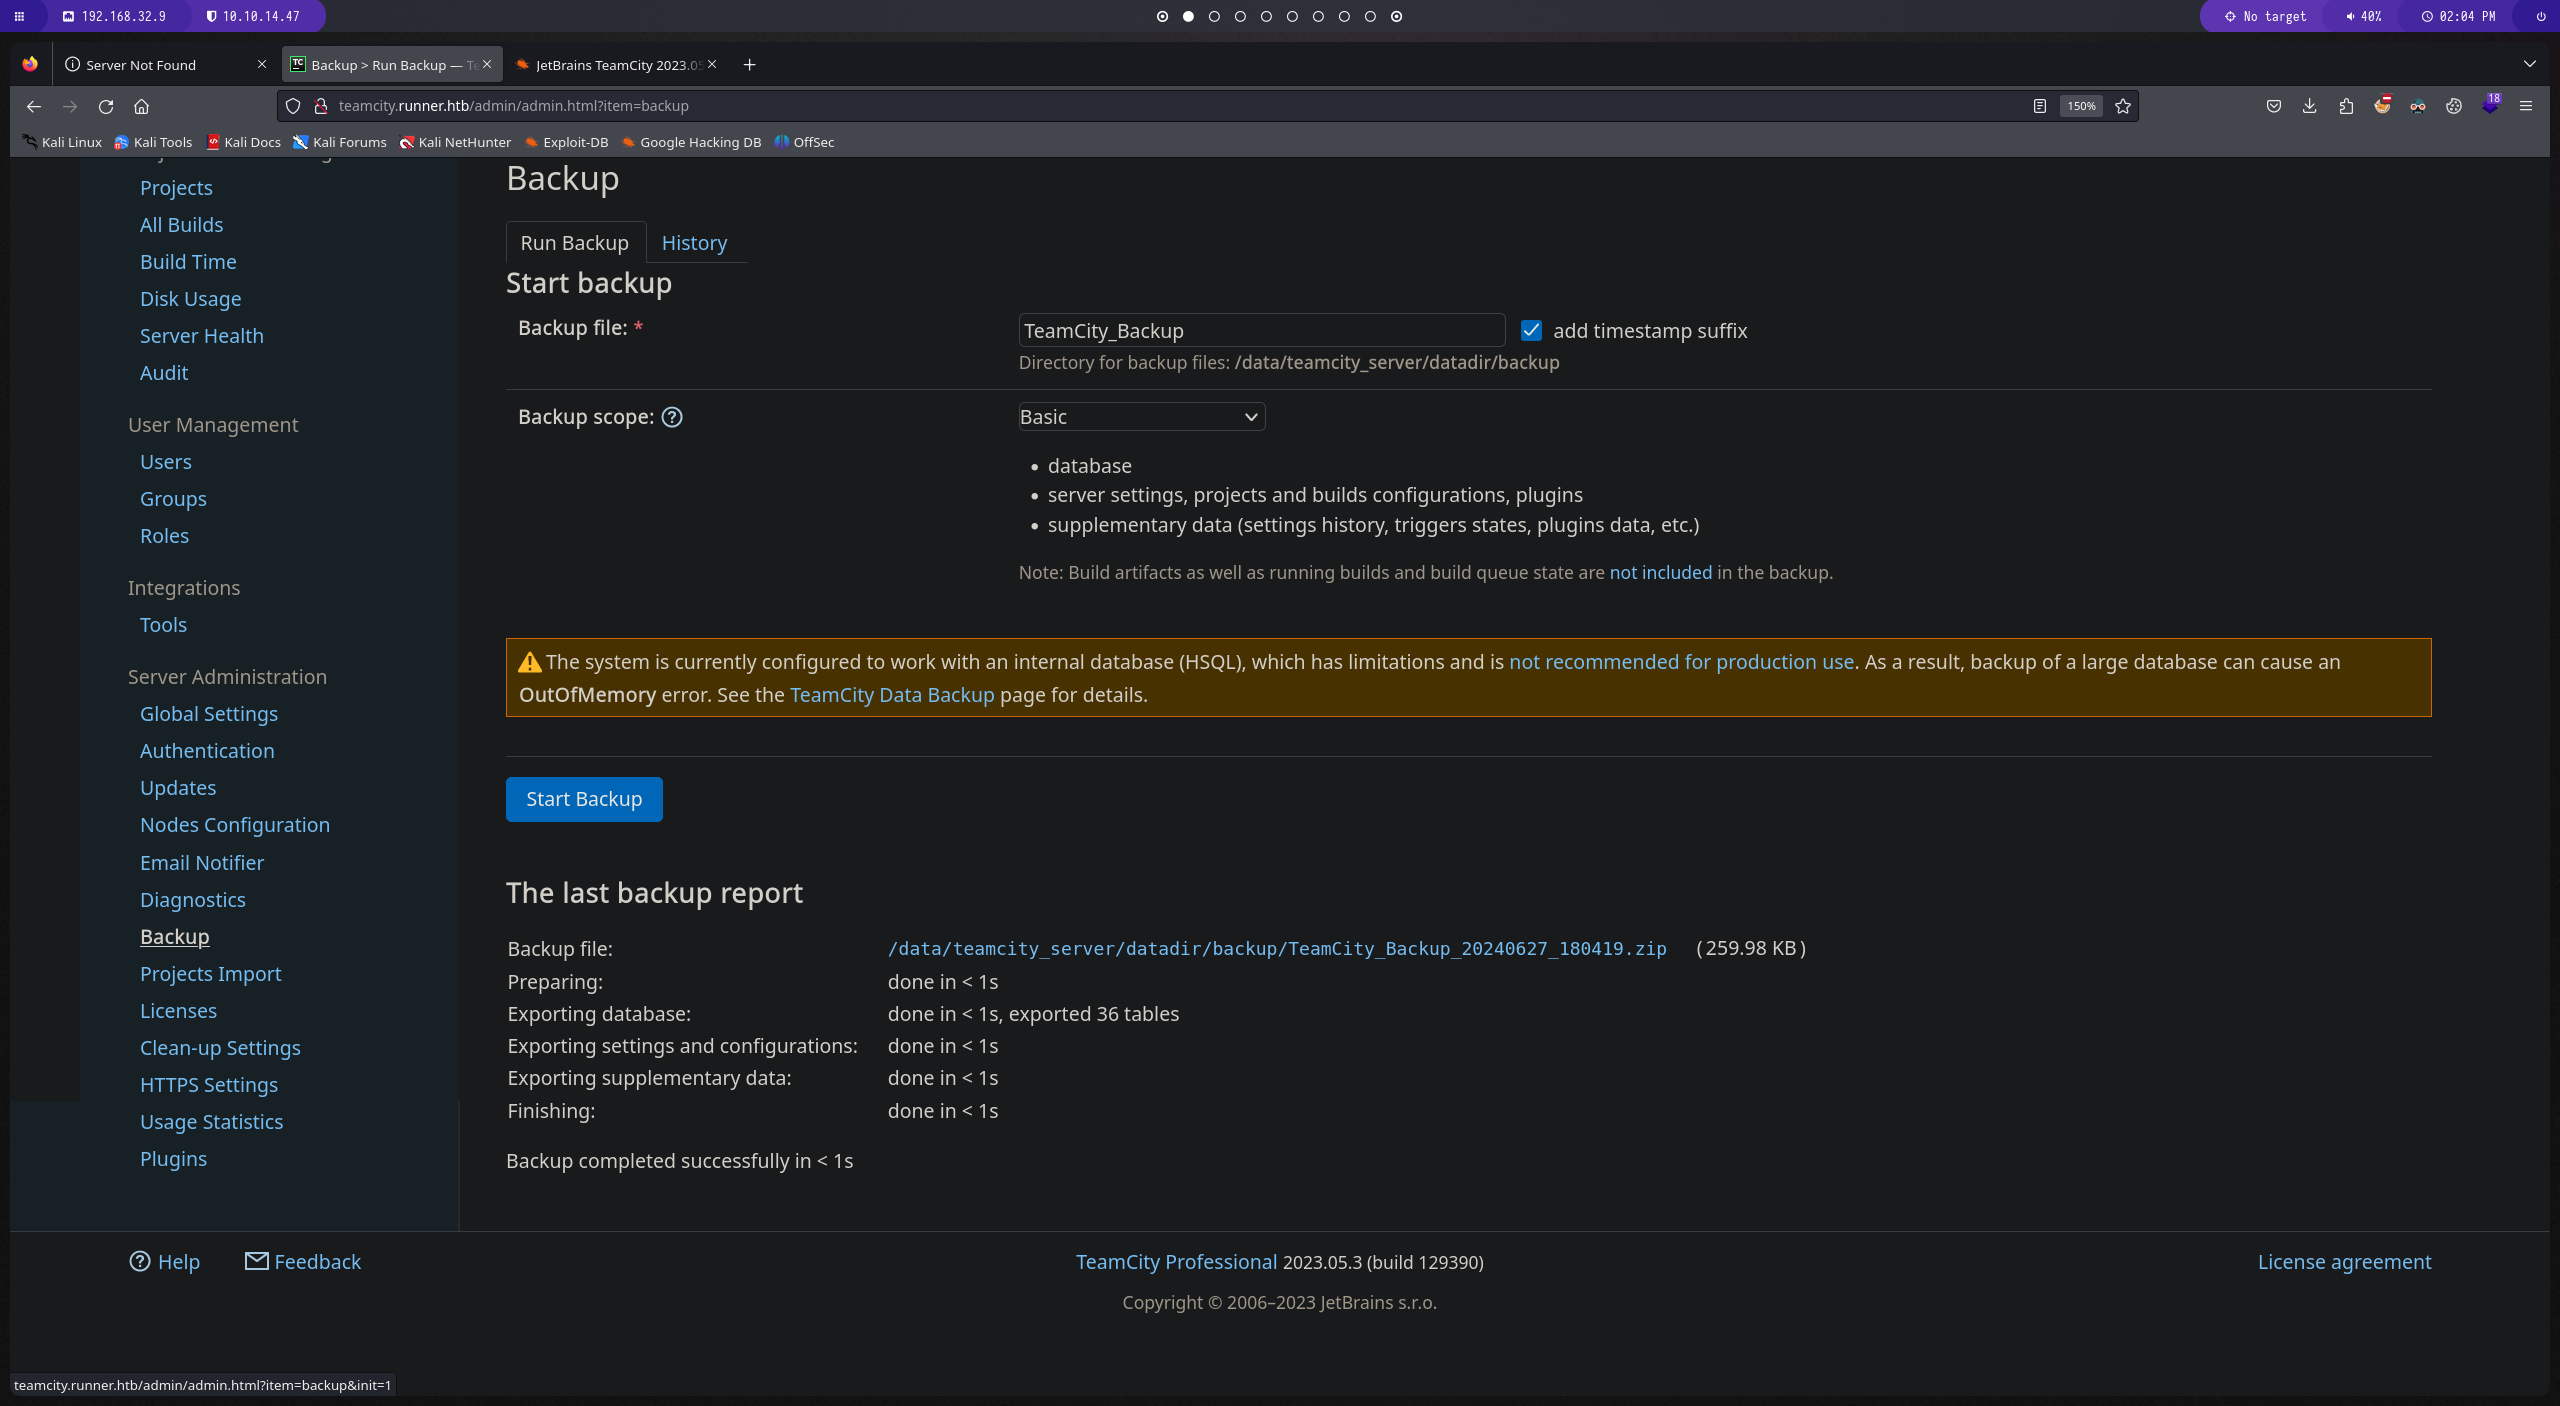 192.168.32.9
10.10.14.47
No target
40%
02:04 PM
Server Not Found
Backup > Run Backup — Te
JetBrains TeamCity 2023.05
teamcity.runner.htb/admin/admin.html?item=backup
150%
18
Kali Linux
Kali Tools
Kali Docs
Kali Forums
Kali NetHunter
Exploit-DB
Google Hacking DB
OffSec
Projects
All Builds
Build Time
Disk Usage
Server Health
Audit
User Management
Users
Groups
Roles
Integrations
Tools
Server Administration
Global Settings
Authentication
Updates
Nodes Configuration
Email Notifier
Diagnostics
Backup
Projects Import
Licenses
Clean-up Settings
HTTPS Settings
Usage Statistics
Plugins
Backup
Run Backup
History
Start backup
Backup file: *
TeamCity_Backup
add timestamp suffix
Directory for backup files: /data/teamcity_server/datadir/backup
Backup scope:
Basic
• database
• server settings, projects and builds configurations, plugins
• supplementary data (settings history, triggers states, plugins data, etc.)
Note: Build artifacts as well as running builds and build queue state are not included in the backup.
The system is currently configured to work with an internal database (HSQL), which has limitations and is not recommended for production use. As a result, backup of a large database can cause an
OutOfMemory error. See the TeamCity Data Backup page for details.
Start Backup
The last backup report
Backup file: /data/teamcity_server/datadir/backup/TeamCity_Backup_20240627_180419.zip (259.98 KB)
Preparing: done in < 1s
Exporting database: done in < 1s, exported 36 tables
Exporting settings and configurations: done in < 1s
Exporting supplementary data: done in < 1s
Finishing: done in < 1s
Backup completed successfully in < 1s
Help
Feedback
TeamCity Professional 2023.05.3 (build 129390)
License agreement
Copyright © 2006–2023 JetBrains s.r.o.
teamcity.runner.htb/admin/admin.html?item=backup&init=1